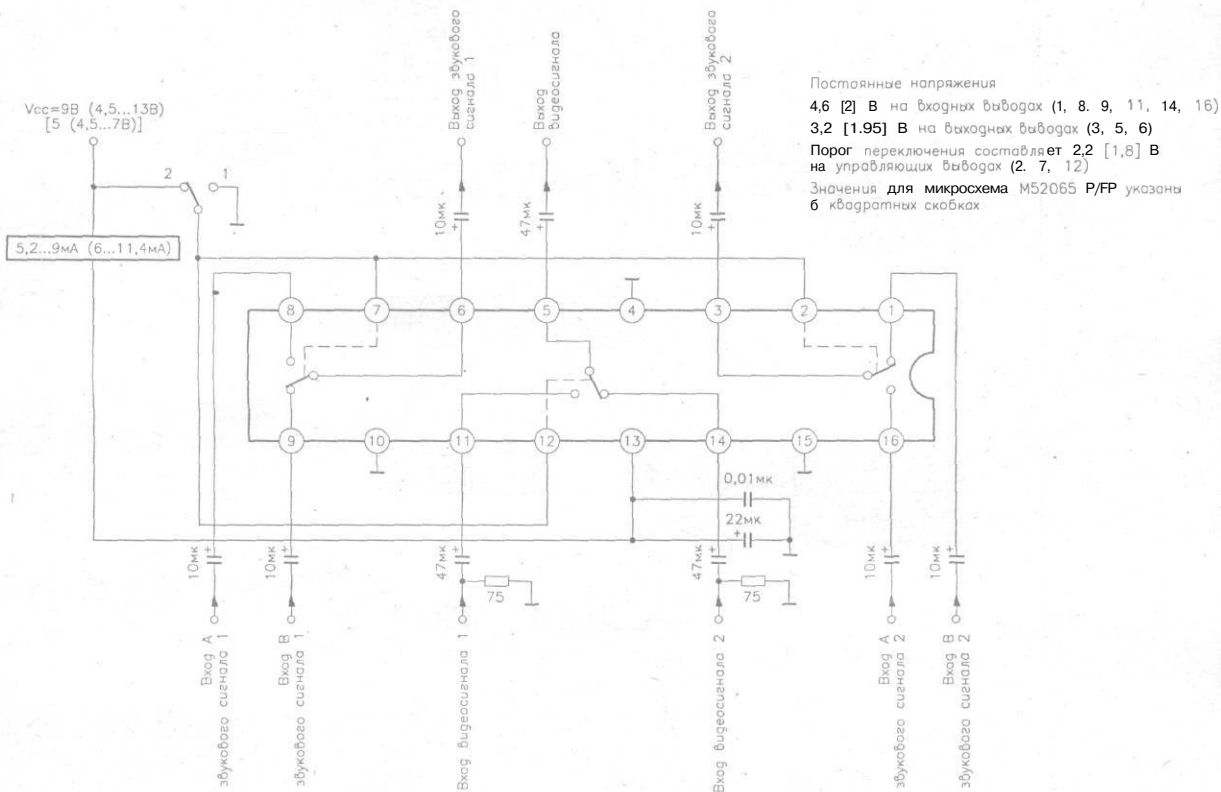 Vcc=9В (4,5...13В)
[5 (4,5...7В)]
2
1
5,2...9мА (6...11,4мА)
Выход звукового
сигнала 1
Выход
видеосигнала
Выход звукового
сигнала 2
10мк
+
47мк
+
10мк
+
Постоянные напряжения
4,6 [2] В на входных выводах (1, 8. 9, 11, 14, 16)
3,2 [1.95] В на выходных выводах (3, 5, 6)
Порог переключения составляет 2,2 [1,8] В
на управляющих выводах (2. 7, 12)
Значения для микросхема М52065 P/FP указаны
б квадратных скобках
8
7
6
5
4
3
2
1
9
10
11
12
13
14
15
16
0,01мк
22мк
+
10мк
+
10мк
+
47мк
+
75
47мк
+
75
10мк
+
10мк
+
Вход А
звукового сигнала 1
Вход В
звукового сигнала 1
Вход видеосигнала 1
Вход видеосигнала 2
Вход А
звукового сигнала 2
Вход В
звукового сигнала 2